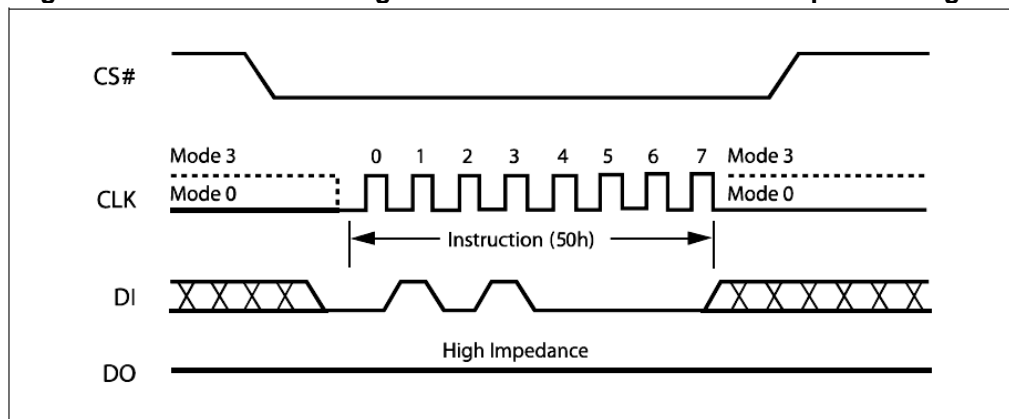 CS#
Mode 3 0 1 2 3 4 5 6 7 Mode 3
CLK Mode 0 Mode 0
Instruction (50h)
DI
High Impedance
DO